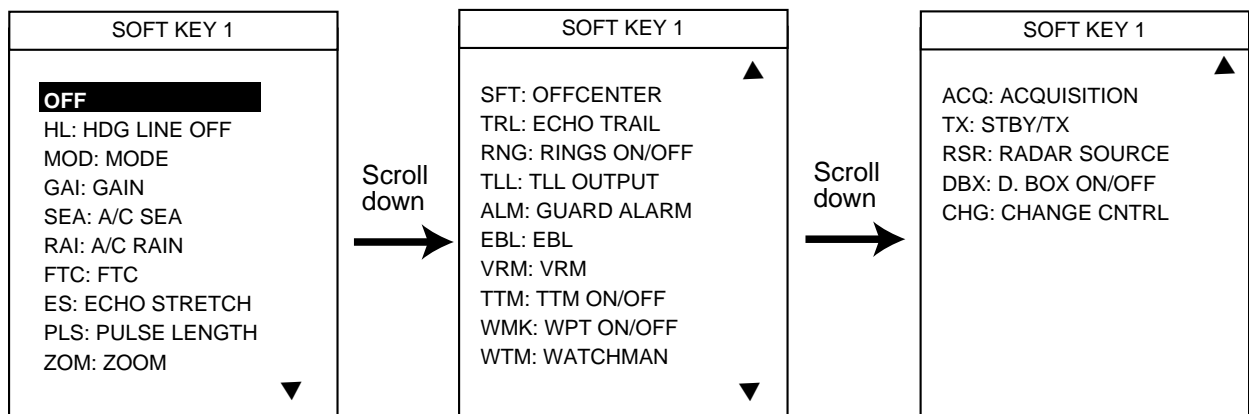 SOFT KEY 1
OFF
HL: HDG LINE OFF
MOD: MODE
GAI: GAIN
SEA: A/C SEA
RAI: A/C RAIN
FTC: FTC
ES: ECHO STRETCH
PLS: PULSE LENGTH
ZOM: ZOOM
Scroll
down
SOFT KEY 1
SFT: OFFCENTER
TRL: ECHO TRAIL
RNG: RINGS ON/OFF
TLL: TLL OUTPUT
ALM: GUARD ALARM
EBL: EBL
VRM: VRM
TTM: TTM ON/OFF
WMK: WPT ON/OFF
WTM: WATCHMAN
Scroll
down
SOFT KEY 1
ACQ: ACQUISITION
TX: STBY/TX
RSR: RADAR SOURCE
DBX: D. BOX ON/OFF
CHG: CHANGE CNTRL